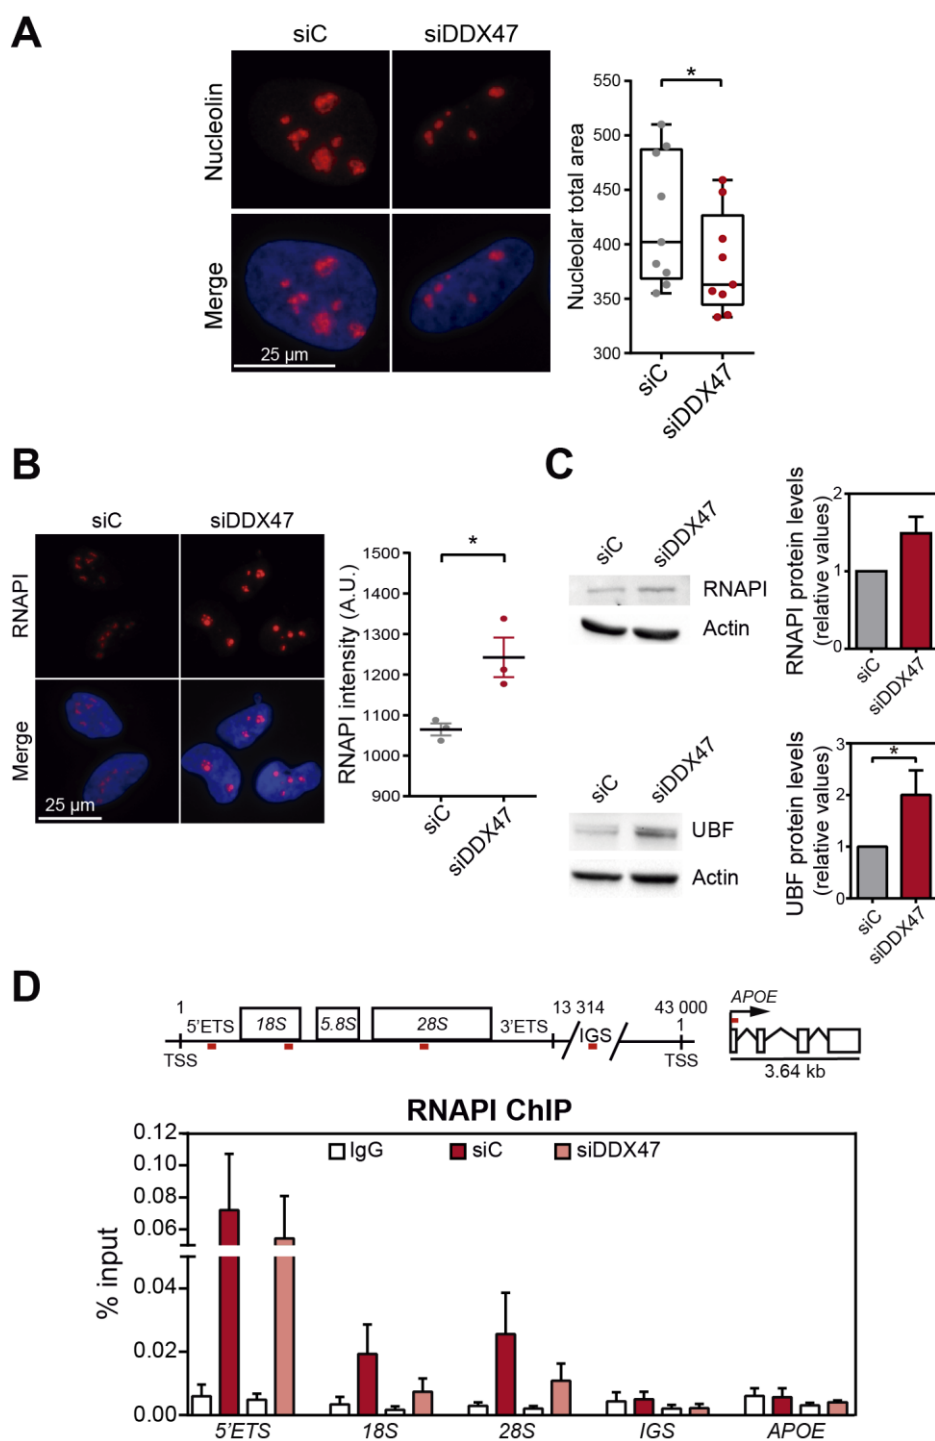 A
siC siDDX47
Nucleolin
Merge
25 µm
Nucleolar total area
550
500
450
400
350
300
*
siC
siDDX47
B
siC siDDX47
RNAPI
Merge
25 µm
RNAPI intensity (A.U.)
1500
1400
1300
1200
1100
1000
900
*
siC
siDDX47
C
siC siDDX47
RNAPI
Actin
RNAPI protein levels
(relative values)
2
1
0
siC
siDDX47
siC siDDX47
UBF
Actin
UBF protein levels
(relative values)
3
2
1
0
*
siC
siDDX47
D
1 13 314 43 000
5'ETS 18S 5.8S 28S 3'ETS IGS 1
TSS TSS
APOE
3.64 kb
RNAPI ChIP
IgG siC siDDX47
% input
0.12
0.10
0.08
0.06
0.04
0.02
0.00
5'ETS 18S 28S IGS APOE